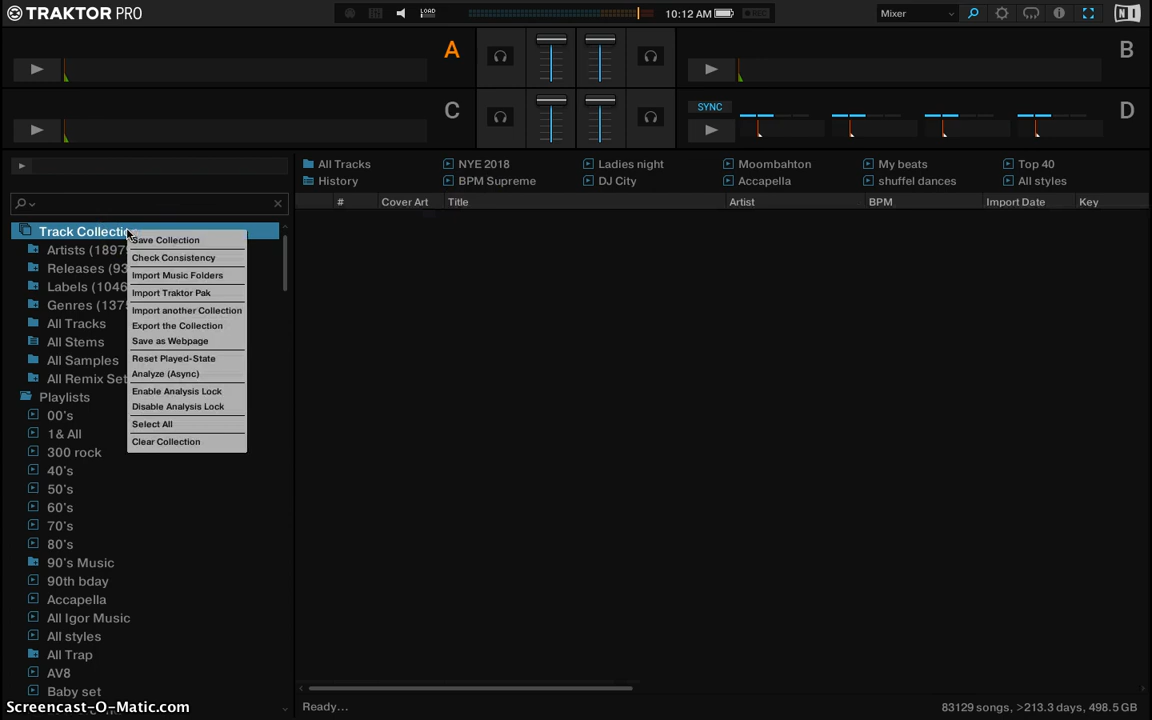 TRAKTOR PRO
LOAD
10:12 AM
REC
Mixer
A
B
C
SYNC
D
All Tracks
NYE 2018
Ladies night
Moombahton
My beats
Top 40
History
BPM Supreme
DJ City
Accapella
shuffel dances
All styles
# Cover Art Title Artist BPM Import Date Key
Track Collecti
Artists (1897
Releases (93
Labels (1046
Genres (137
All Tracks
All Stems
All Samples
All Remix Set
Playlists
00's
1& All
300 rock
40's
50's
60's
70's
80's
90's Music
90th bday
Accapella
All Igor Music
All styles
All Trap
AV8
Baby set
Save Collection
Check Consistency
Import Music Folders
Import Traktor Pak
Import another Collection
Export the Collection
Save as Webpage
Reset Played-State
Analyze (Async)
Enable Analysis Lock
Disable Analysis Lock
Select All
Clear Collection
Screencast-O-Matic.com
Ready...
83129 songs, >213.3 days, 498.5 GB